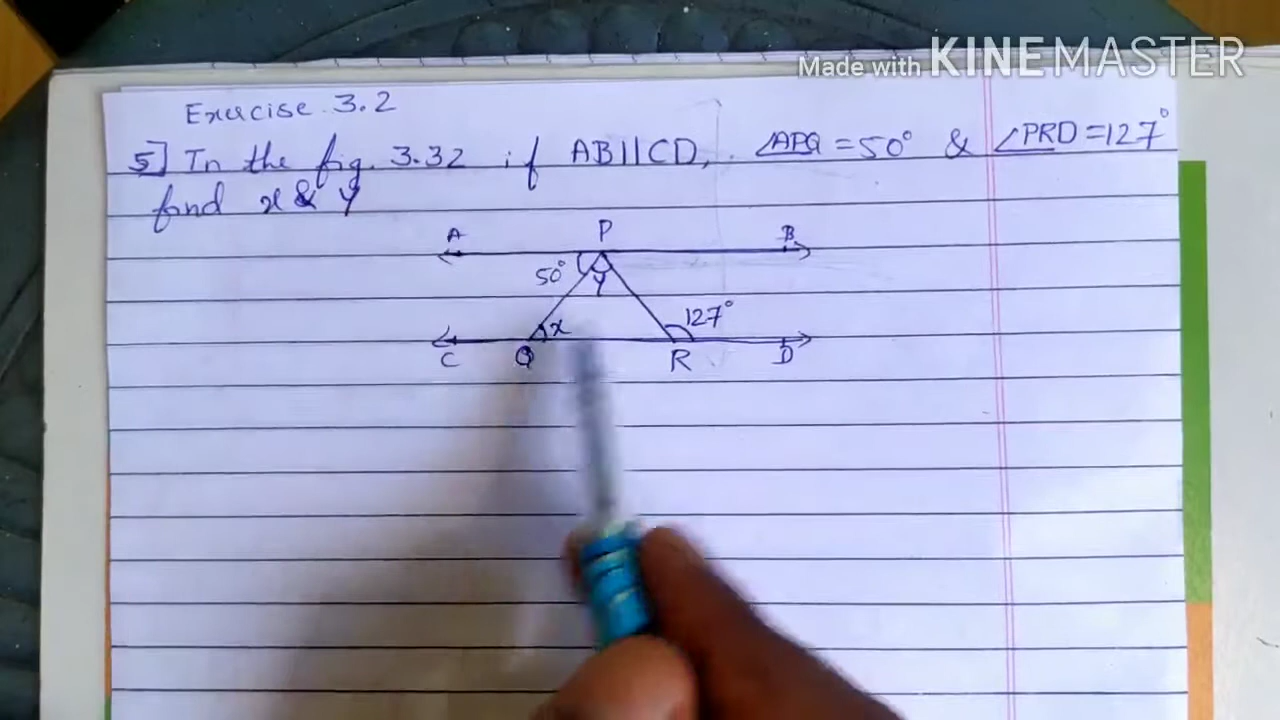 Made with KINEMASTER
Exercise 3.2
5] In the fig. 3.32 if AB||CD, ∠APQ = 50° & ∠PRD = 127°
find x & y
A P B
50° y
x 127°
C Q R D